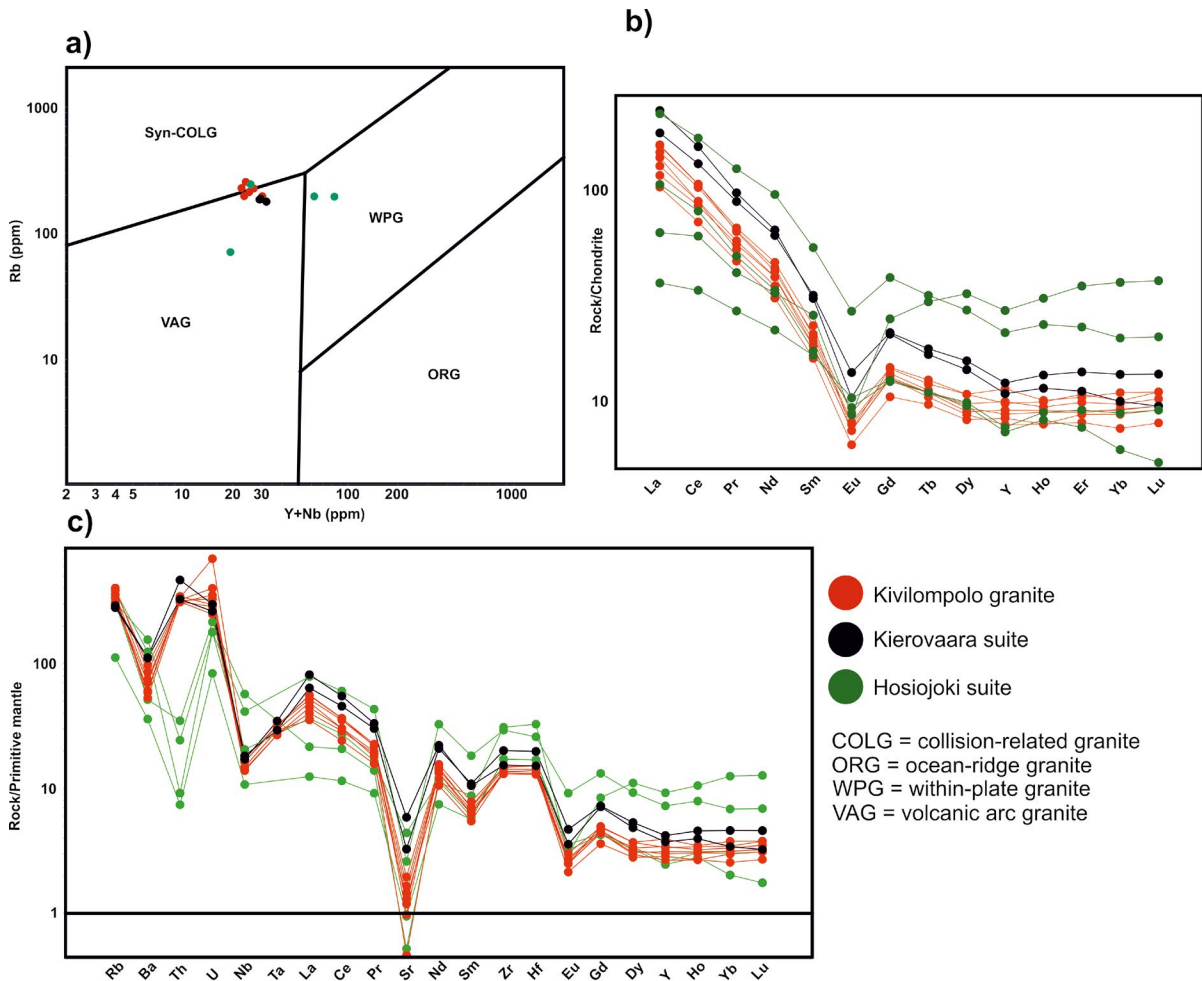 a)
Rb (ppm)
1000
100
10
Syn-COLG
WPG
VAG
ORG
2 3 4 5 10 20 30 100 200 1000
Y+Nb (ppm)
b)
Rock/Chondrite
100
10
La Ce Pr Nd Sm Eu Gd Tb Dy Y Ho Er Yb Lu
c)
Rock/Primitive mantle
100
10
1
Rb Ba Th U Nb Ta La Ce Pr Sr Nd Sm Zr Hf Eu Gd Dy Y Ho Yb Lu
Kivilompolo granite
Kierovaara suite
Hosiojoki suite
COLG = collision-related granite
ORG = ocean-ridge granite
WPG = within-plate granite
VAG = volcanic arc granite